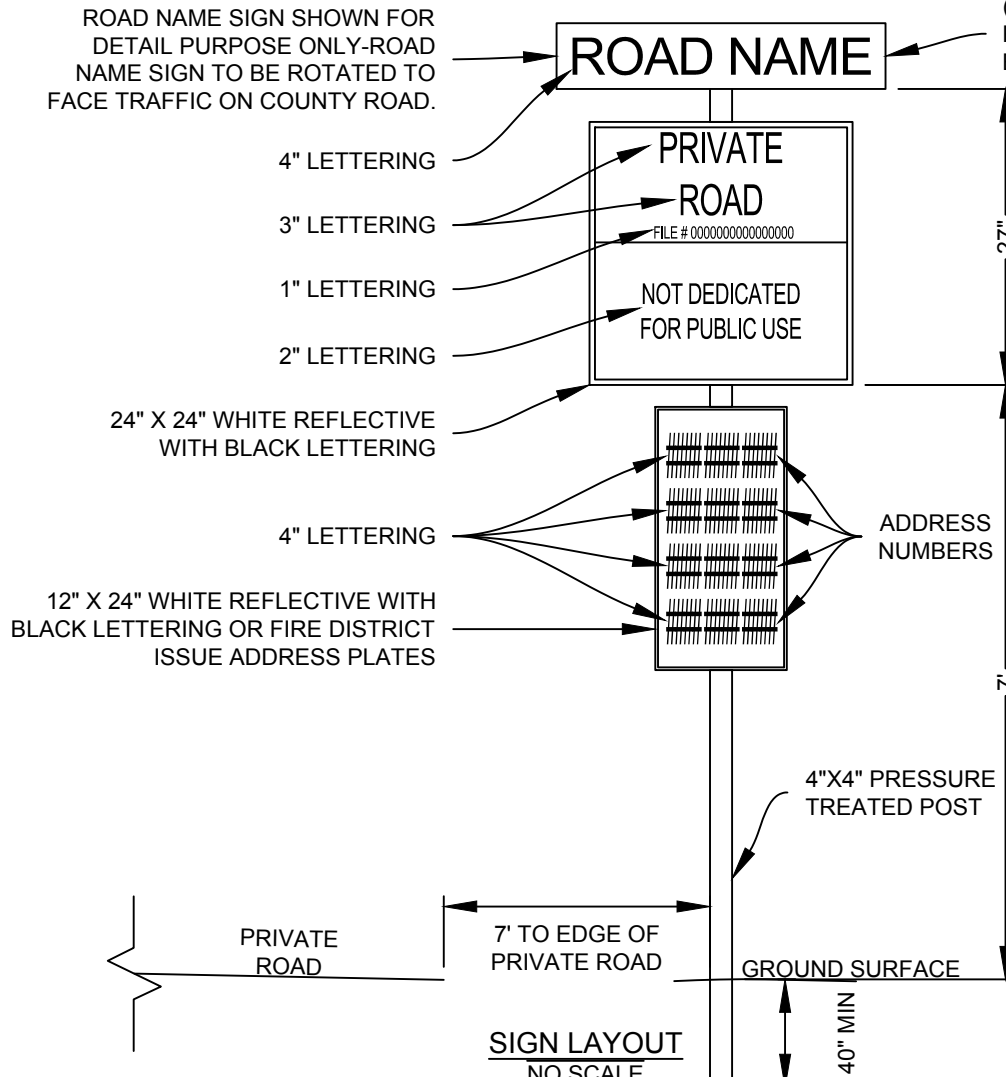 ROAD NAME SIGN SHOWN FOR
DETAIL PURPOSE ONLY-ROAD
NAME SIGN TO BE ROTATED TO
FACE TRAFFIC ON COUNTY ROAD.
ROAD NAME
4" LETTERING
PRIVATE
ROAD
3" LETTERING
FILE # 0000000000000000
1" LETTERING
NOT DEDICATED
FOR PUBLIC USE
2" LETTERING
27"
24" X 24" WHITE REFLECTIVE
WITH BLACK LETTERING
### 
### 
### 
### 
4" LETTERING
ADDRESS
NUMBERS
12" X 24" WHITE REFLECTIVE WITH
BLACK LETTERING OR FIRE DISTRICT
ISSUE ADDRESS PLATES
7'
4"X4" PRESSURE
TREATED POST
PRIVATE
ROAD
7' TO EDGE OF
PRIVATE ROAD
GROUND SURFACE
40" MIN
SIGN LAYOUT
NO SCALE